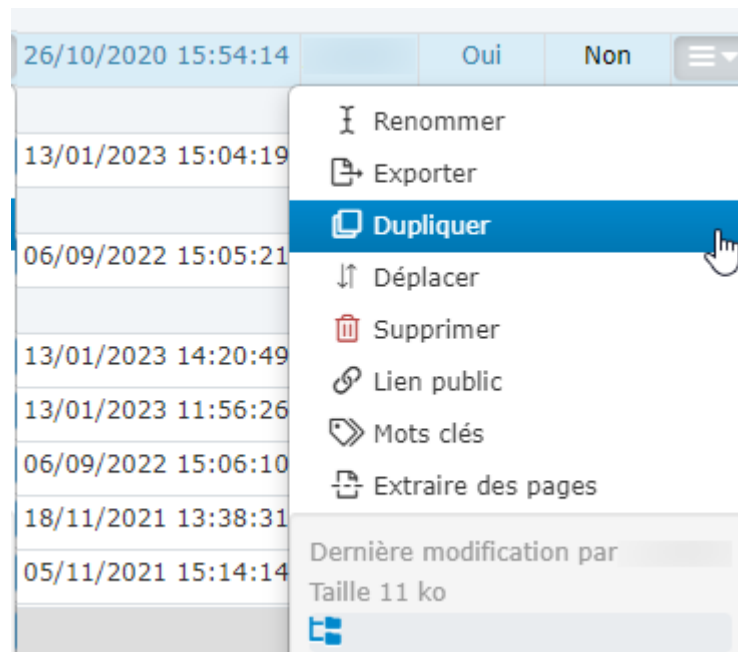 26/10/2020 15:54:14 Oui Non
Renommer
13/01/2023 15:04:19
Exporter
Dupliquer
06/09/2022 15:05:21
Déplacer
Supprimer
13/01/2023 14:20:49
Lien public
13/01/2023 11:56:26
Mots clés
06/09/2022 15:06:10
Extraire des pages
18/11/2021 13:38:31
Dernière modification par
05/11/2021 15:14:14
Taille 11 ko